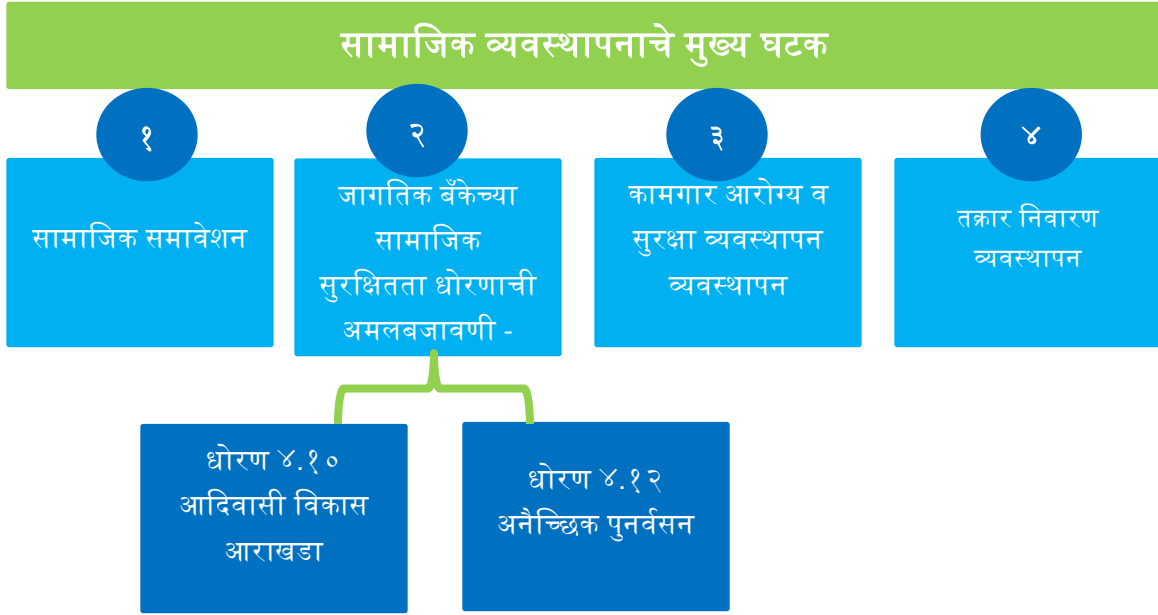 सामाजिक व्यवस्थापनाचे मुख्य घटक
१
सामाजिक समावेशन
२
जागतिक बँकेच्या
सामाजिक
सुरक्षितता धोरणाची
अमलबजावणी -
३
कामगार आरोग्य व
सुरक्षा व्यवस्थापन
व्यवस्थापन
४
तक्रार निवारण
व्यवस्थापन
धोरण ४.१०
आदिवासी विकास
आराखडा
धोरण ४.१२
अनैच्छिक पुनर्वसन